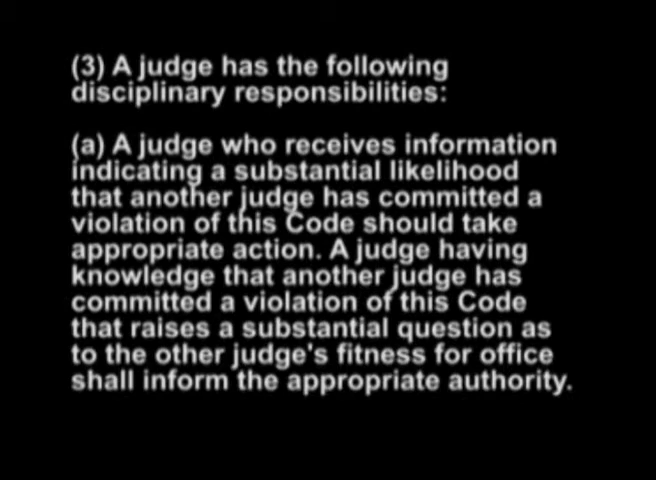 (3) A judge has the following
disciplinary responsibilities:
(a) A judge who receives information
indicating a substantial likelihood
that another judge has committed a
violation of this Code should take
appropriate action. A judge having
knowledge that another judge has
committed a violation of this Code
that raises a substantial question as
to the other judge's fitness for office
shall inform the appropriate authority.